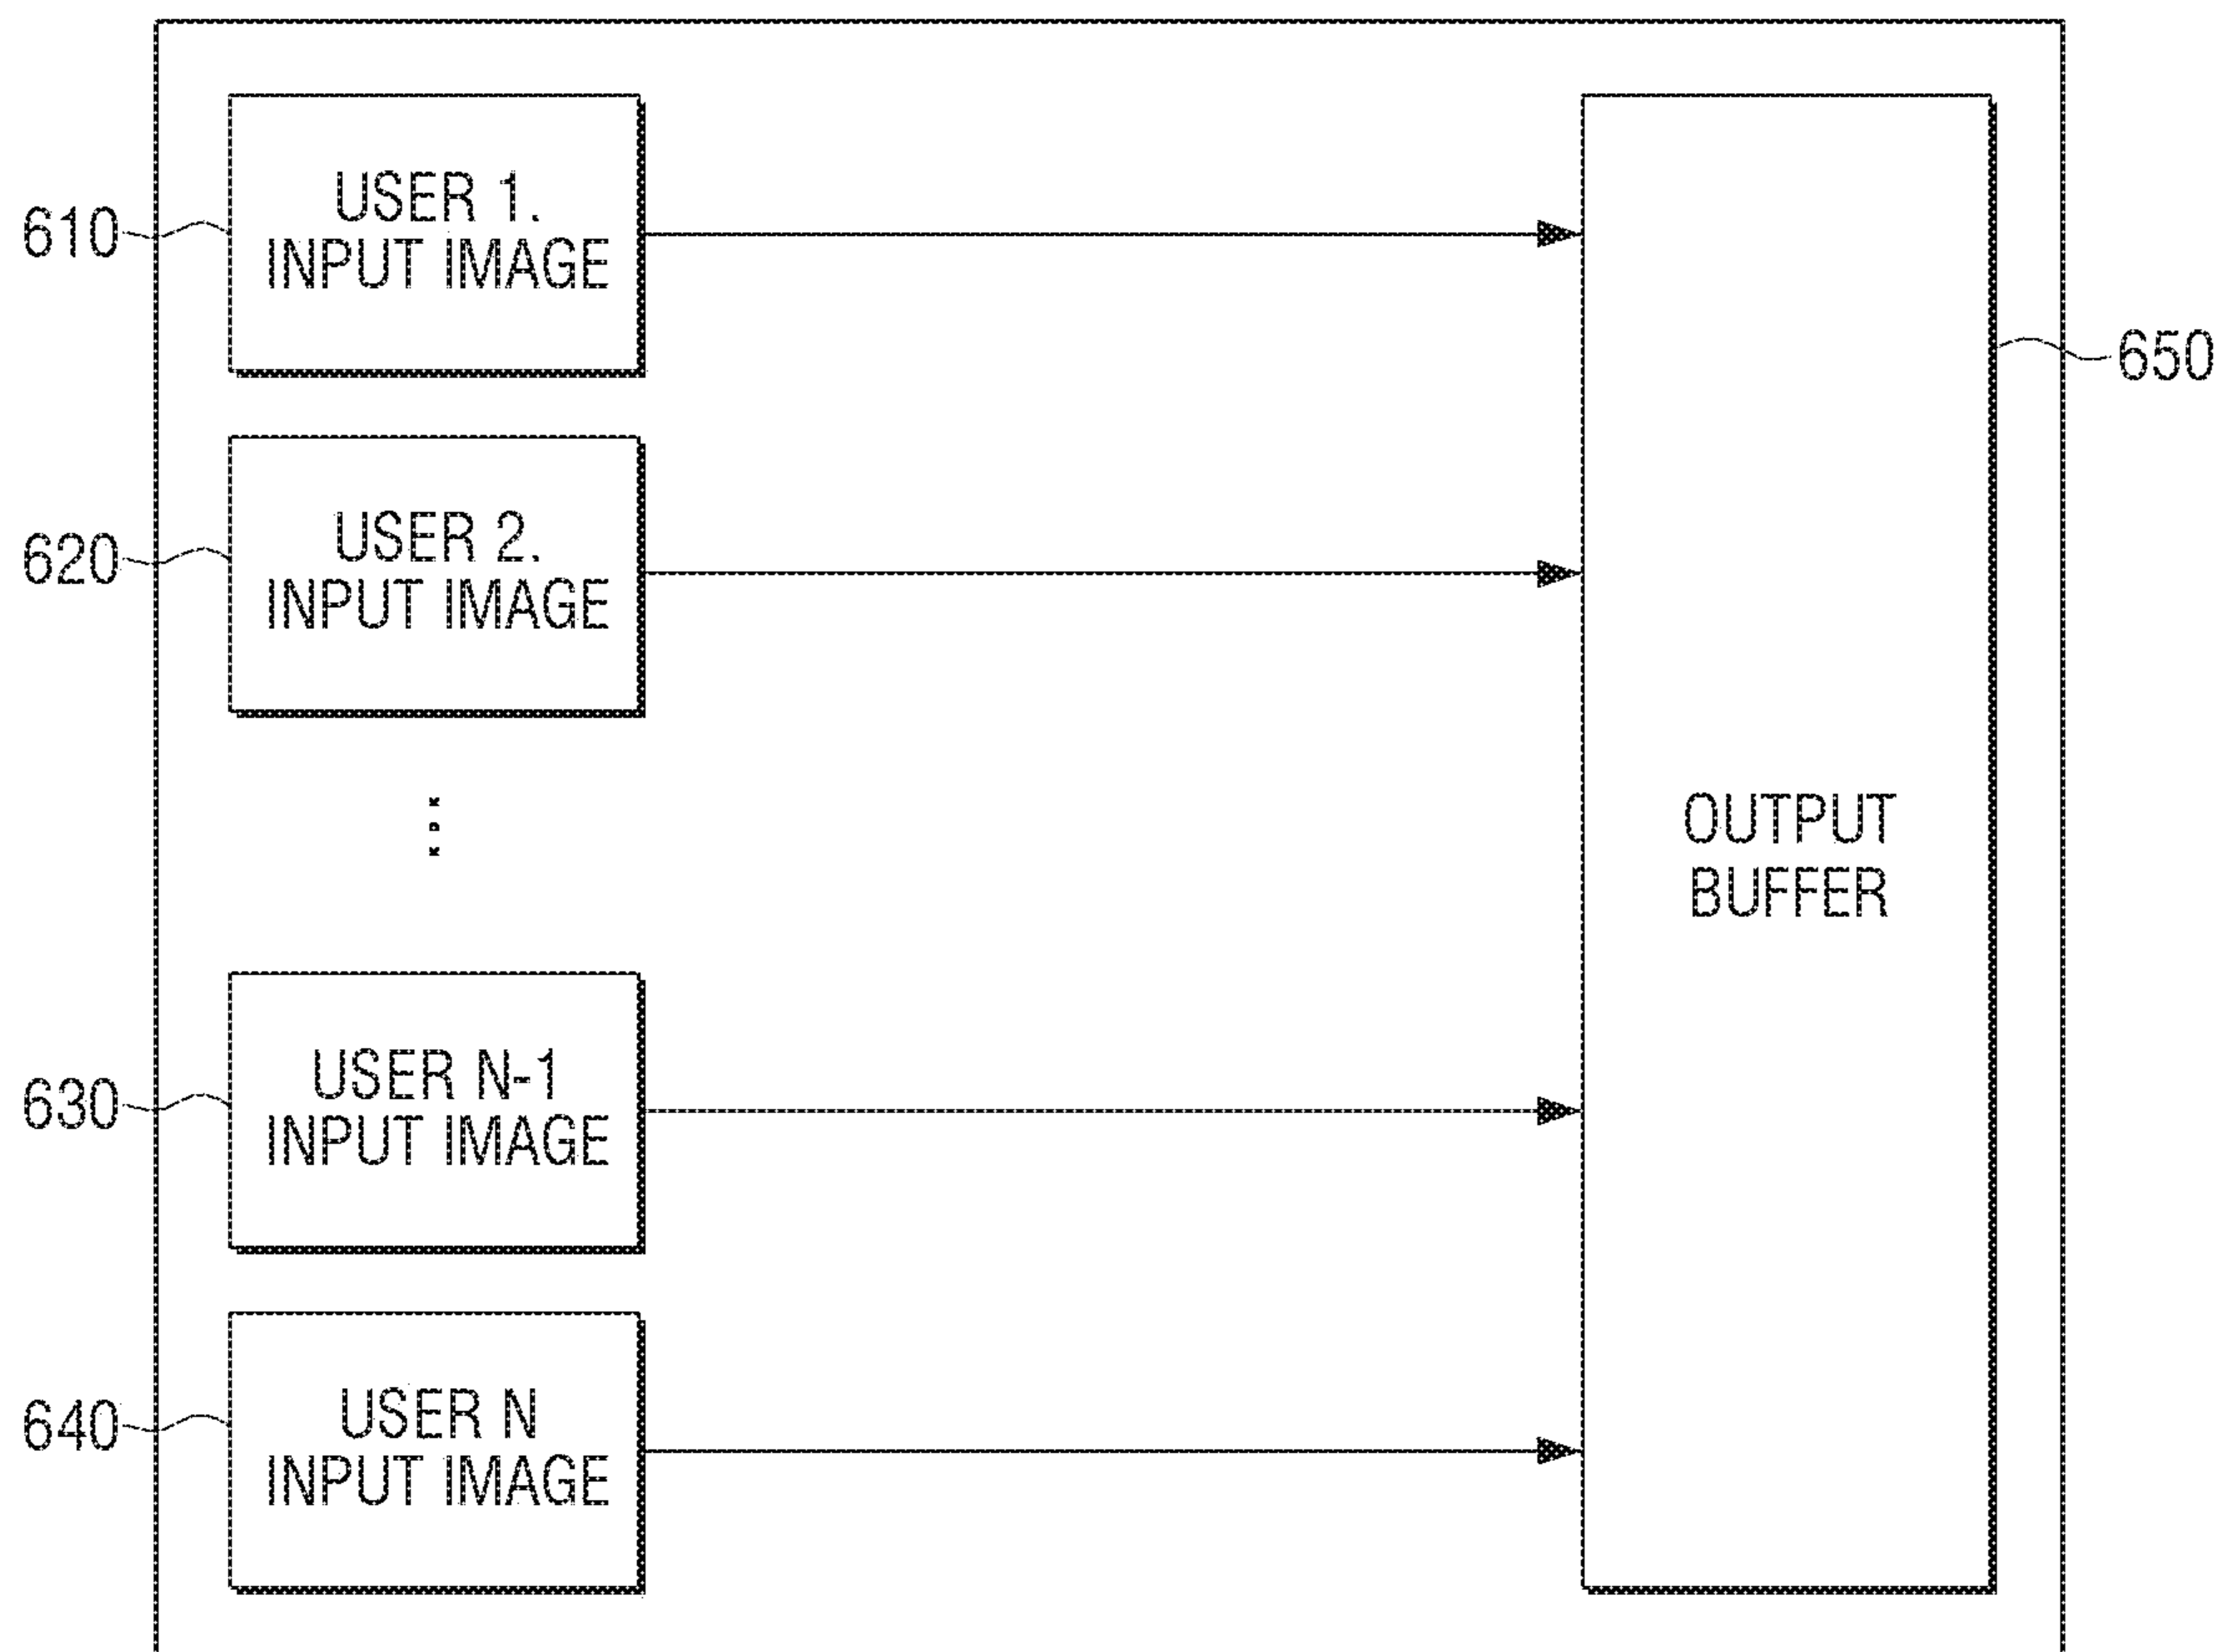 610
USER 1.
INPUT IMAGE
650
620
USER 2.
INPUT IMAGE
OUTPUT
BUFFER
630
USER N-1
INPUT IMAGE
640
USER N
INPUT IMAGE